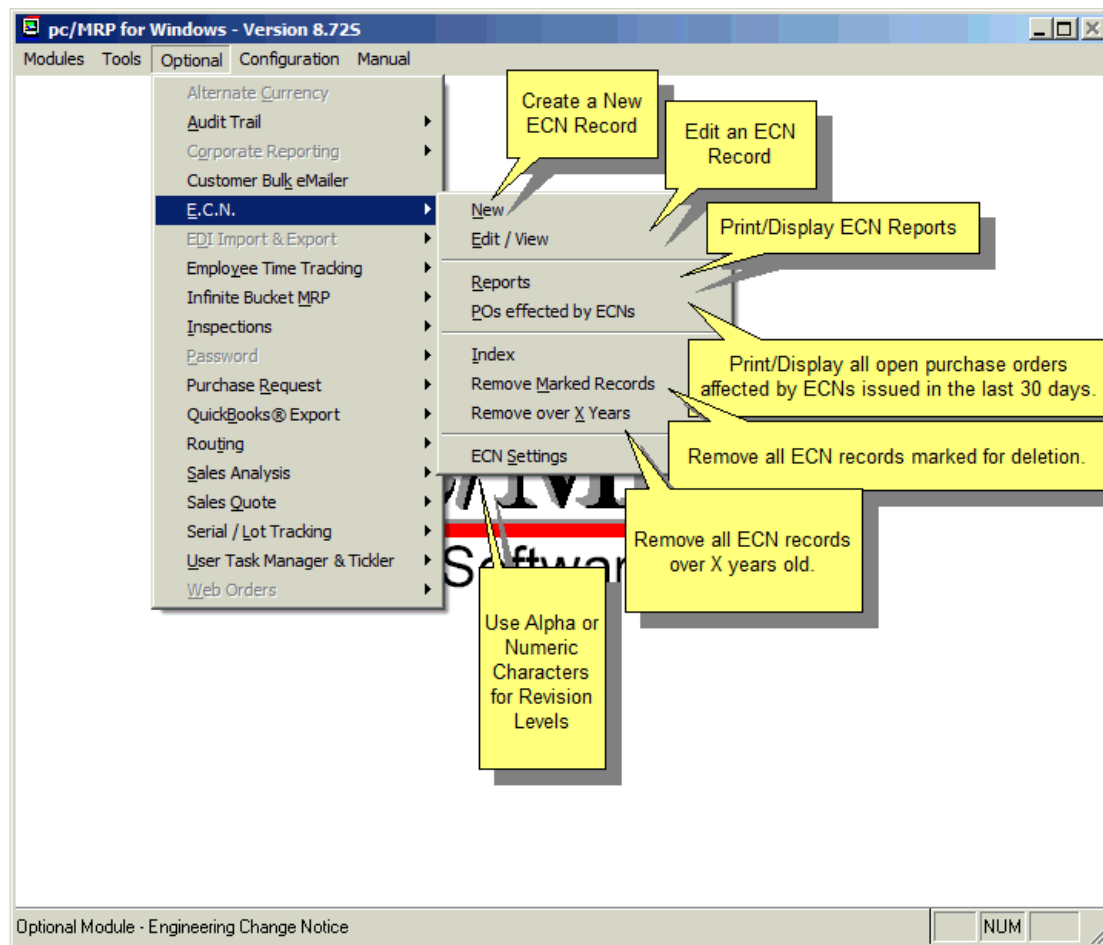 pc/MRP for Windows - Version 8.72S
Modules Tools Optional Configuration Manual
Alternate Currency
Audit Trail
Corporate Reporting
Customer Bulk eMailer
E.C.N.
EDI Import & Export
Employee Time Tracking
Infinite Bucket MRP
Inspections
Password
Purchase Request
QuickBooks® Export
Routing
Sales Analysis
Sales Quote
Serial / Lot Tracking
User Task Manager & Tickler
Web Orders
New
Edit / View
Reports
POs effected by ECNs
Index
Remove Marked Records
Remove over X Years
ECN Settings
Create a New
ECN Record
Edit an ECN
Record
Print/Display ECN Reports
Print/Display all open purchase orders
affected by ECNs issued in the last 30 days.
Remove all ECN records marked for deletion.
Remove all ECN records
over X years old.
Use Alpha or
Numeric
Characters
for Revision
Levels
Optional Module - Engineering Change Notice
NUM